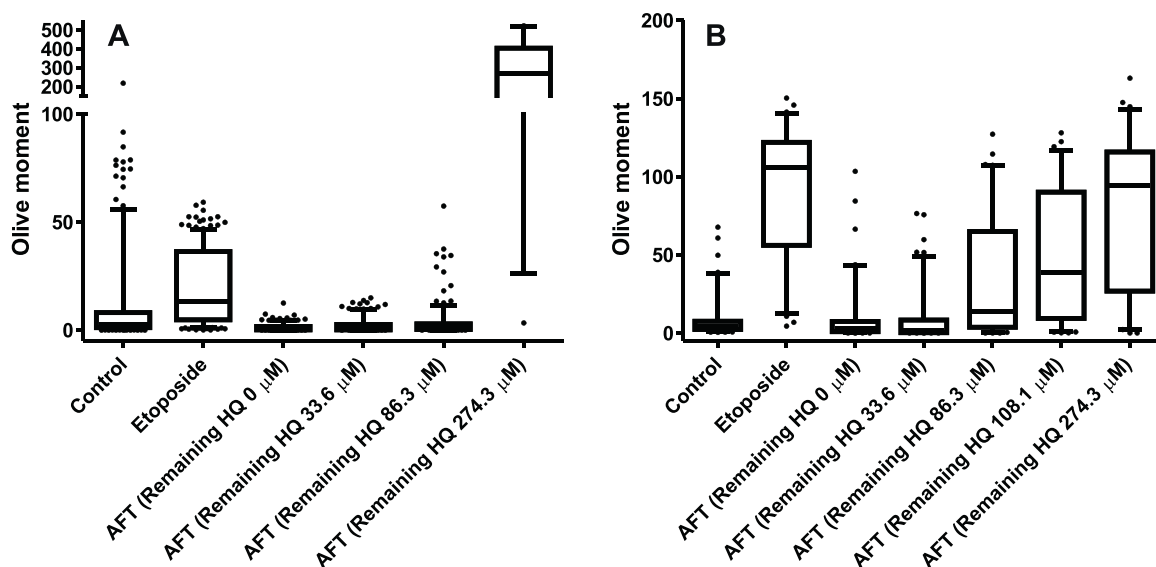 A
Olive moment
500
400
300
200
100
50
0
Control
Etoposide
AFT (Remaining HQ 0 μM)
AFT (Remaining HQ 33.6 μM)
AFT (Remaining HQ 86.3 μM)
AFT (Remaining HQ 274.3 μM)
B
Olive moment
200
150
100
50
0
Control
Etoposide
AFT (Remaining HQ 0 μM)
AFT (Remaining HQ 33.6 μM)
AFT (Remaining HQ 86.3 μM)
AFT (Remaining HQ 108.1 μM)
AFT (Remaining HQ 274.3 μM)